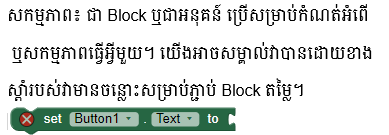 សកម្មភាព៖ ជា Block ឬជាអនុគន៍ ប្រើសម្រាប់កំណត់អំពើ
ឬសកម្មភាពធ្វើអ្វីមួយ។ យើងអាចសម្គាល់វាបានដោយខាង
ស្តាំរបស់វាមានចន្លោះសម្រាប់ភ្ជាប់ Block តម្លៃ។
set Button1 . Text to